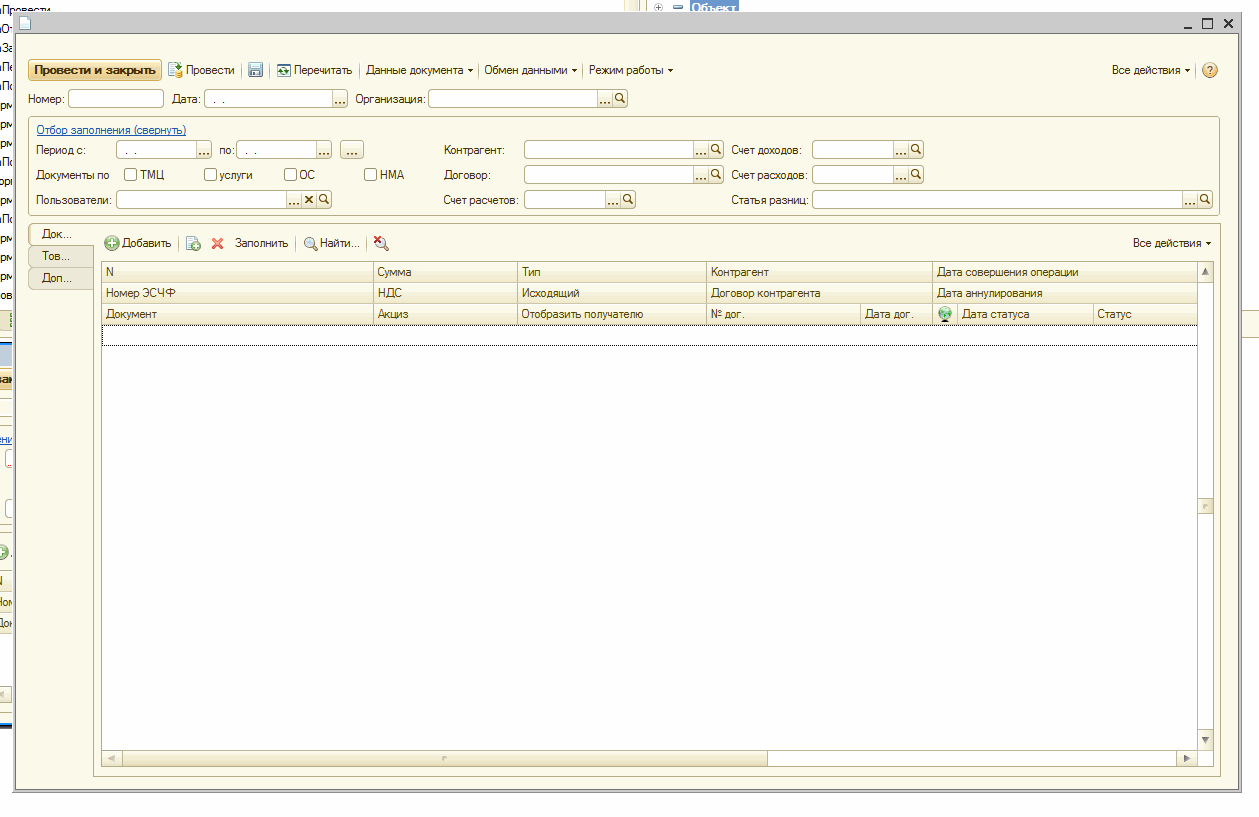 Провести
Объект
Провести и закрыть Провести Перечитать Данные документа Обмен данными Режим работы Все действия ?
Номер: Дата: . . ... Организация: ...
Отбор заполнения (свернуть)
Период с: . . ... по: . . ... ... Контрагент: ... Счет доходов: ...
Документы по ТМЦ услуги ОС НМА Договор: ... Счет расходов: ...
Пользователи: ... Счет расчетов: ... Статья разниц: ...
Док...
Тов...
Доп...
Добавить Заполнить Найти... Все действия
N Сумма Тип Контрагент Дата совершения операции
Номер ЭСЧФ НДС Исходящий Договор контрагента Дата аннулирования
Документ Акциз Отобразить получателю № дог. Дата дог. Дата статуса Статус